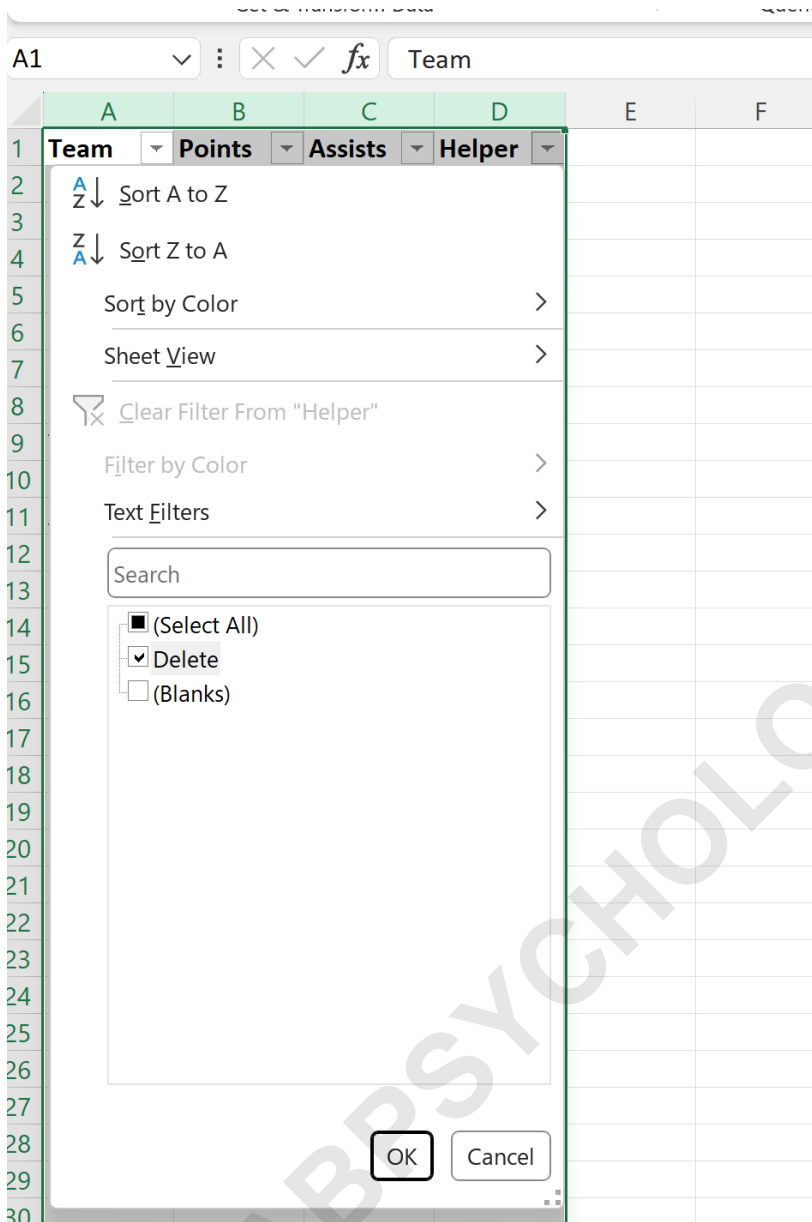 A1
fx
Team
A B C D E F
1 Team Points Assists Helper
2
3
4
5
6
7
8
9
10
11
12
13
14
15
16
17
18
19
20
21
22
23
24
25
26
27
28
29
30
Sort A to Z
Sort Z to A
Sort by Color
Sheet View
Clear Filter From "Helper"
Filter by Color
Text Filters
Search
(Select All)
Delete
(Blanks)
OK Cancel